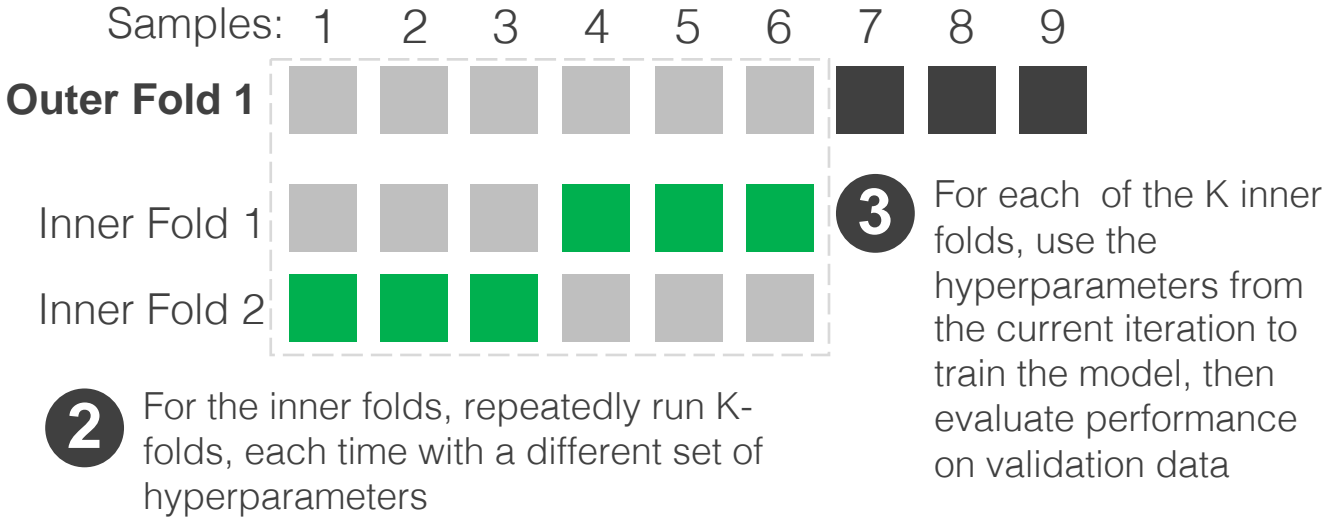 Samples: 1 2 3 4 5 6 7 8 9
Outer Fold 1
Inner Fold 1
Inner Fold 2
3
For each of the K inner
folds, use the
hyperparameters from
the current iteration to
train the model, then
evaluate performance
on validation data
2
For the inner folds, repeatedly run K-
folds, each time with a different set of
hyperparameters